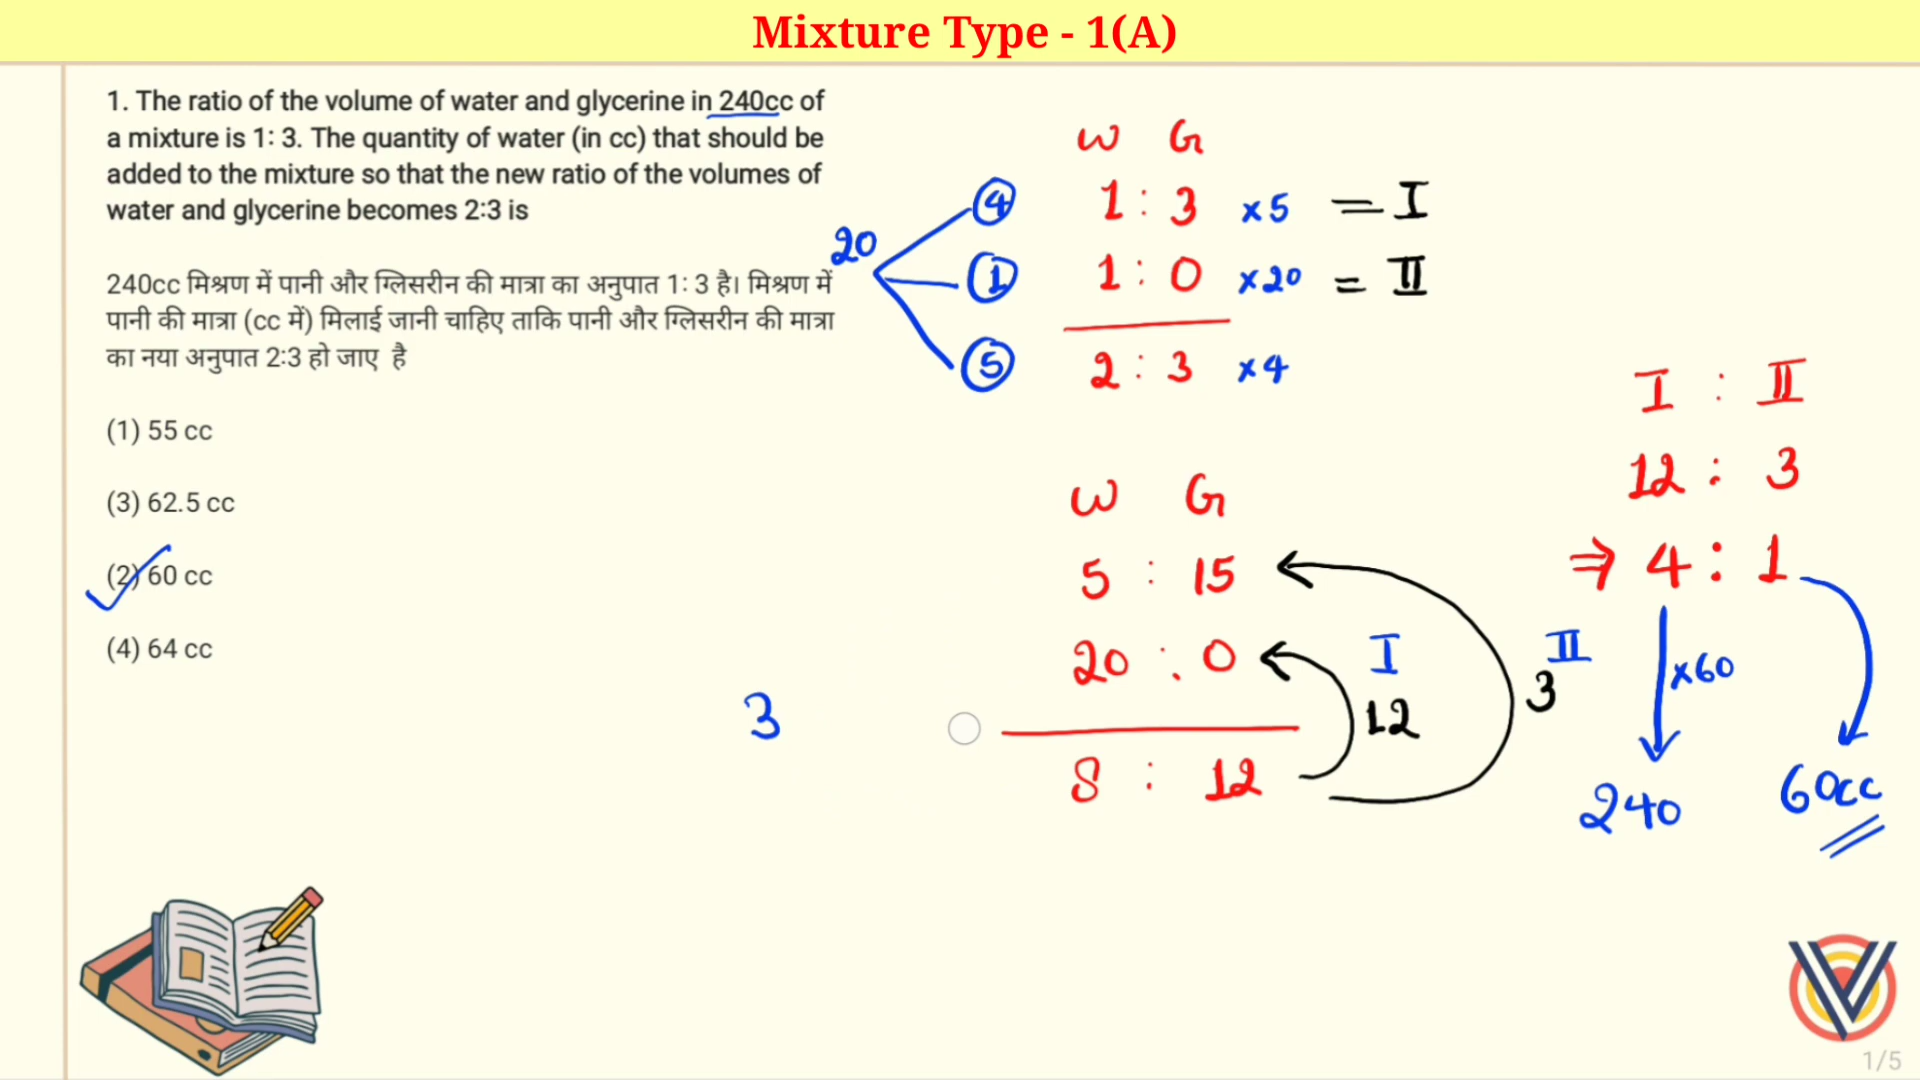 Mixture Type - 1(A)
1. The ratio of the volume of water and glycerine in 240cc of
a mixture is 1: 3. The quantity of water (in cc) that should be
added to the mixture so that the new ratio of the volumes of
water and glycerine becomes 2:3 is
240cc मिश्रण में पानी और ग्लिसरीन की मात्रा का अनुपात 1: 3 है। मिश्रण में
पानी की मात्रा (cc में) मिलाई जानी चाहिए ताकि पानी और ग्लिसरीन की मात्रा
का नया अनुपात 2:3 हो जाए है
(1) 55 cc
(3) 62.5 cc
(2) 60 cc
(4) 64 cc
W G
20 4 1 : 3 ×5 = I
1 1 : 0 ×20 = II
5 2 : 3 ×4
W G
5 : 15
20 : 0
8 : 12
I II
12 3
3
I : II
12 : 3
⇒ 4 : 1
×60
240 60cc
1/5